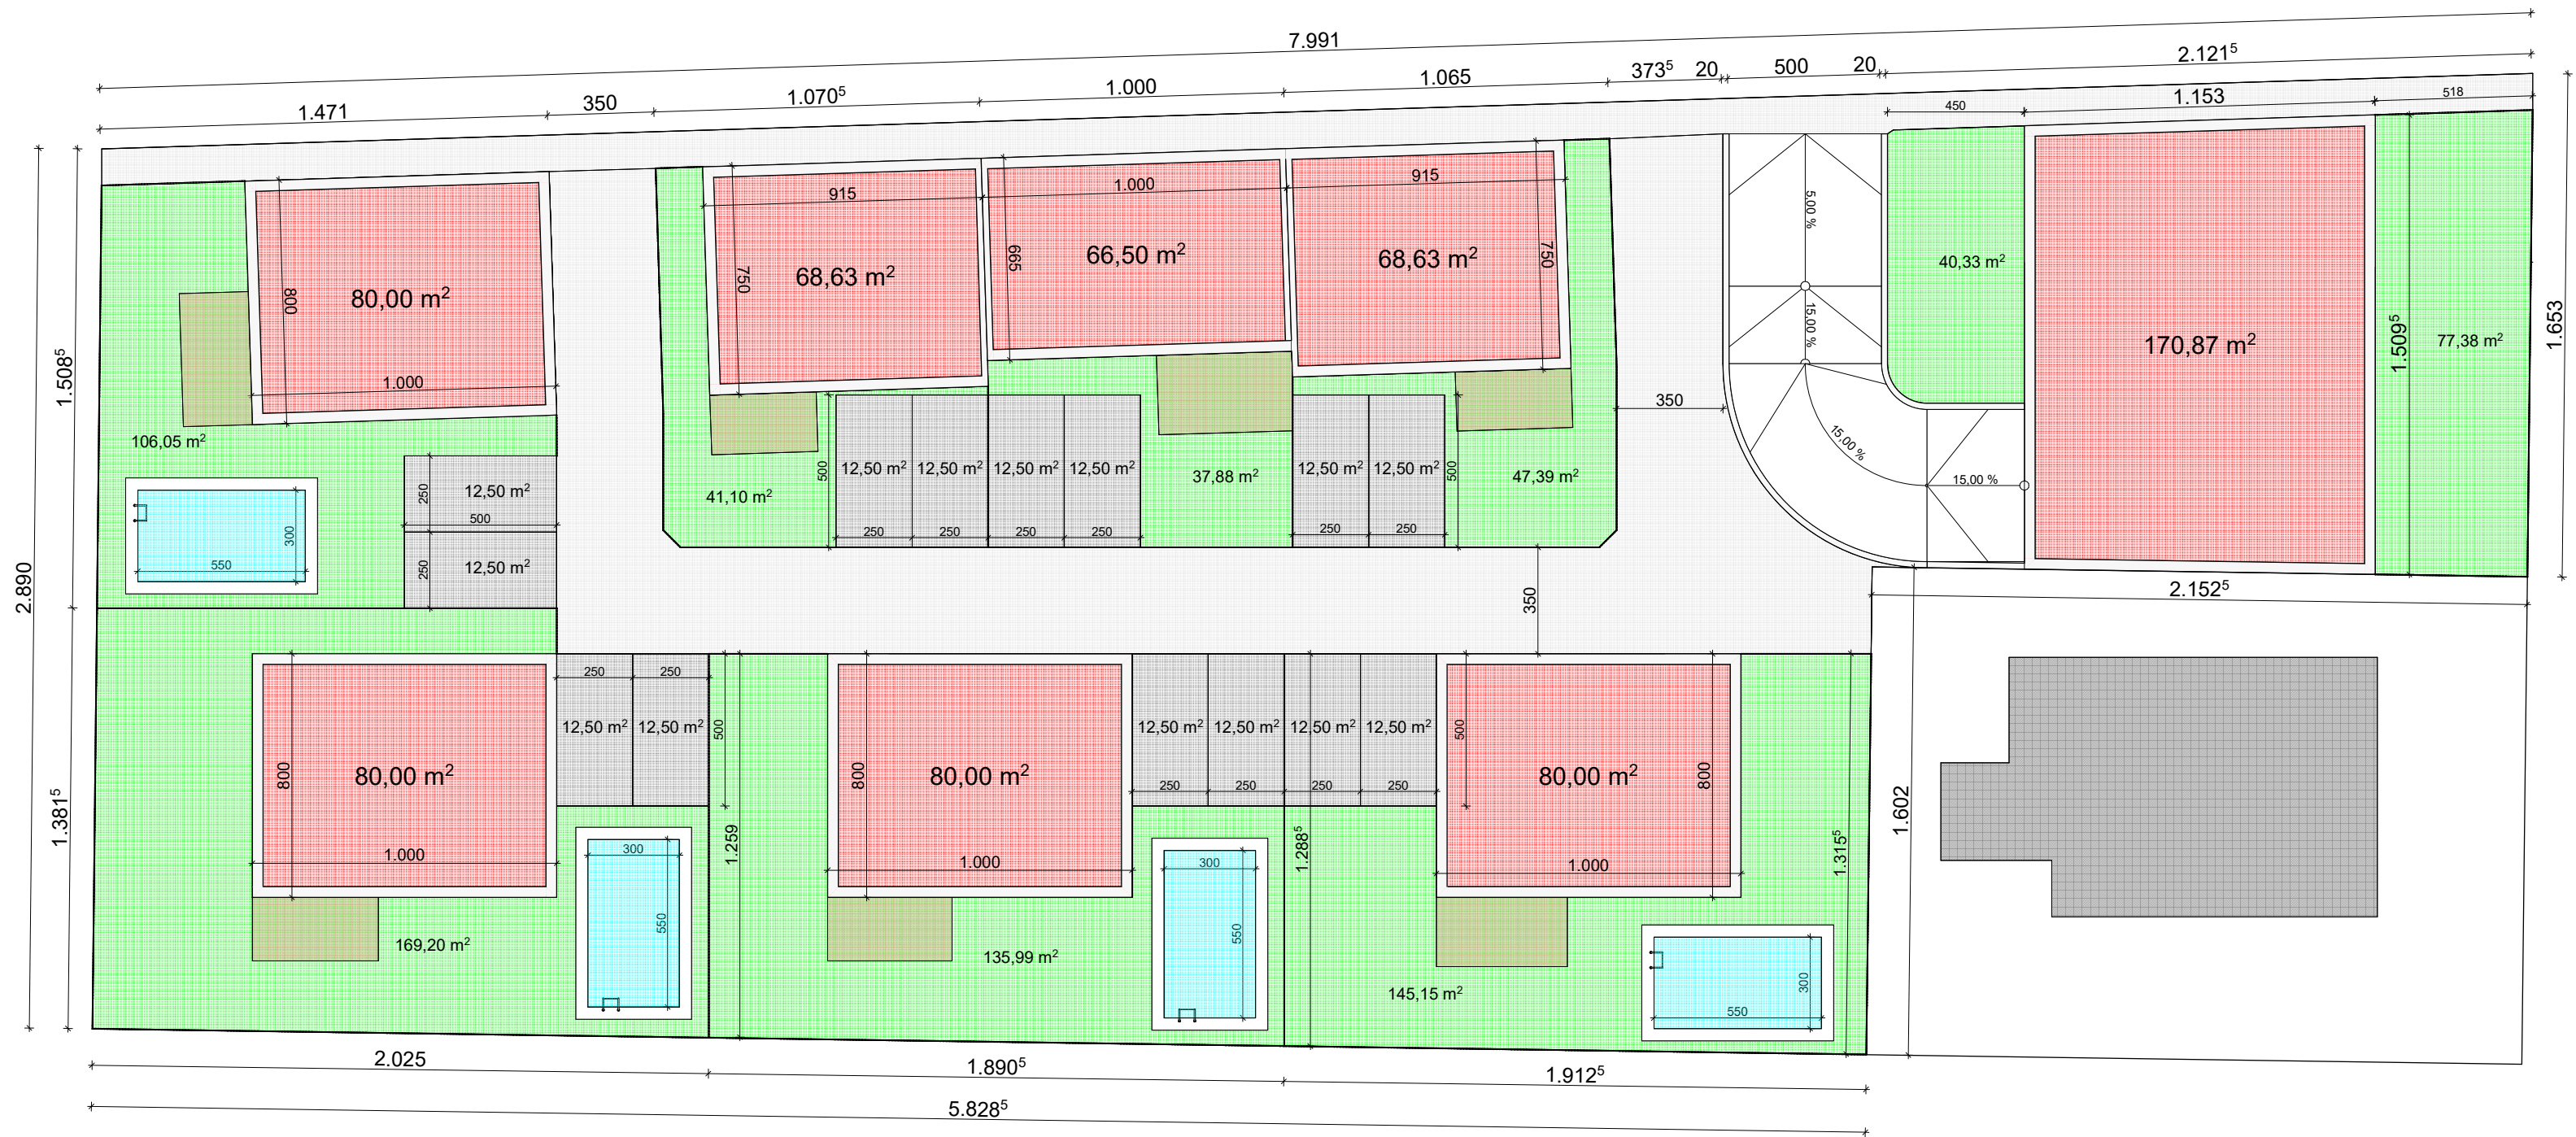 7.991
1.471
350
1.070⁵
1.000
1.065
373⁵
20
500
20
2.121⁵
450
1.153
518
2.890
1.508⁵
1.381⁵
800
80,00 m²
1.000
106,05 m²
550
300
250
12,50 m²
500
250
12,50 m²
915
750
68,63 m²
1.000
665
66,50 m²
915
750
68,63 m²
41,10 m²
500
12,50 m²
12,50 m²
12,50 m²
12,50 m²
250
250
250
250
37,88 m²
12,50 m²
12,50 m²
250
250
500
47,39 m²
350
350
5,00 %
15,00 %
15,00 %
15,00 %
40,33 m²
170,87 m²
1.509⁵
77,38 m²
1.653
2.152⁵
800
80,00 m²
1.000
169,20 m²
250
250
12,50 m²
12,50 m²
500
1.259
300
550
800
80,00 m²
1.000
135,99 m²
12,50 m²
12,50 m²
12,50 m²
12,50 m²
250
250
250
250
300
550
1.288⁵
500
80,00 m²
800
1.000
145,15 m²
550
300
1.315⁵
1.602
2.025
1.890⁵
1.912⁵
5.828⁵